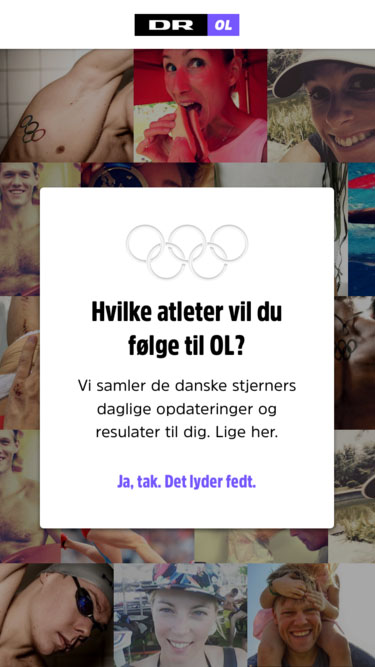 DR OL
Hvilke atleter vil du
følge til OL?
Vi samler de danske stjerners
daglige opdateringer og
resulater til dig. Lige her.
Ja, tak. Det lyder fedt.